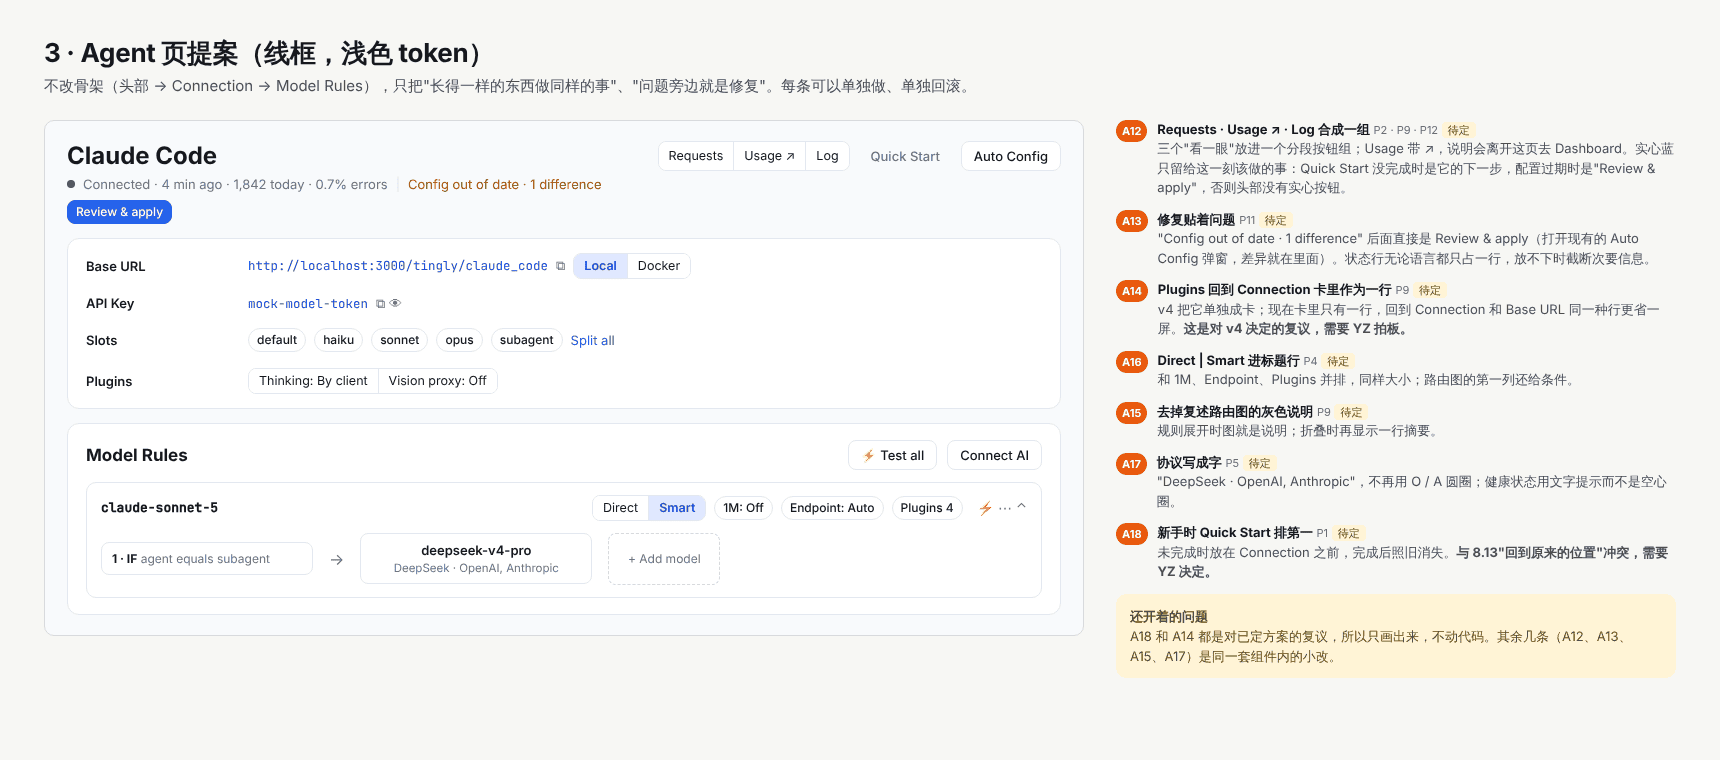 3 · Agent 页提案（线框，浅色 token）
不改骨架（头部 → Connection → Model Rules），只把"长得一样的东西做同样的事"、"问题旁边就是修复"。每条可以单独做、单独回滚。
Claude Code
Requests
Usage ↗
Log
Quick Start
Auto Config
Connected · 4 min ago · 1,842 today · 0.7% errors
Config out of date · 1 difference
Review & apply
Base URL
http://localhost:3000/tingly/claude_code
Local
Docker
API Key
mock-model-token
Slots
default
haiku
sonnet
opus
subagent
Split all
Plugins
Thinking: By client
Vision proxy: Off
Model Rules
⚡ Test all
Connect AI
claude-sonnet-5
Direct
Smart
1M: Off
Endpoint: Auto
Plugins 4
1 · IF agent equals subagent
→
deepseek-v4-pro
DeepSeek · OpenAI, Anthropic
+ Add model
A12 Requests · Usage ↗ · Log 合成一组 P2 · P9 · P12 待定
三个"看一眼"放进一个分段按钮组；Usage 带 ↗，说明会离开这页去 Dashboard。实心蓝
只留给这一刻该做的事：Quick Start 没完成时是它的下一步，配置过期时是"Review &
apply"，否则头部没有实心按钮。
A13 修复贴着问题 P11 待定
"Config out of date · 1 difference" 后面直接是 Review & apply（打开现有的 Auto
Config 弹窗，差异就在里面）。状态行无论语言都只占一行，放不下时截断次要信息。
A14 Plugins 回到 Connection 卡里作为一行 P9 待定
v4 把它单独成卡；现在卡里只有一行，回到 Connection 和 Base URL 同一种行更省一
屏。这是对 v4 决定的复议，需要 YZ 拍板。
A16 Direct | Smart 进标题行 P4 待定
和 1M、Endpoint、Plugins 并排，同样大小；路由图的第一列还给条件。
A15 去掉复述路由图的灰色说明 P9 待定
规则展开时图就是说明；折叠时再显示一行摘要。
A17 协议写成字 P5 待定
"DeepSeek · OpenAI, Anthropic"，不再用 O / A 圆圈；健康状态用文字提示而不是空心
圈。
A18 新手时 Quick Start 排第一 P1 待定
未完成时放在 Connection 之前，完成后照旧消失。与 8.13"回到原来的位置"冲突，需要
YZ 决定。
还开着的问题
A18 和 A14 都是对已定方案的复议，所以只画出来，不动代码。其余几条（A12、A13、
A15、A17）是同一套组件内的小改。